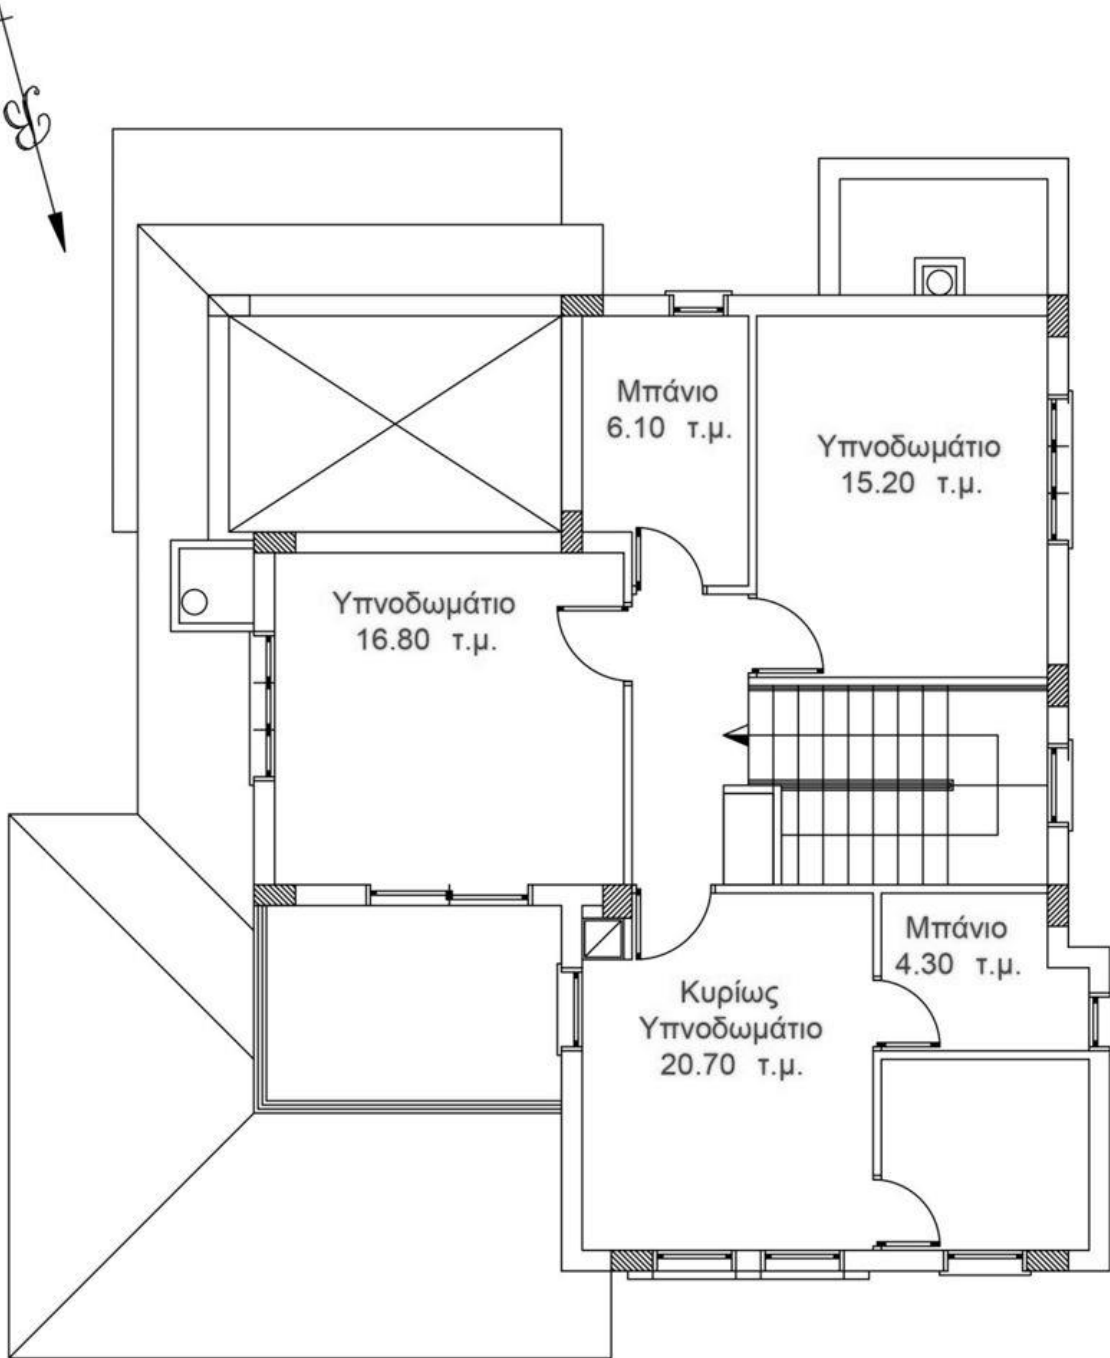 B
Μπάνιο
6.10 τ.μ.
Υπνοδωμάτιο
15.20 τ.μ.
Υπνοδωμάτιο
16.80 τ.μ.
Μπάνιο
4.30 τ.μ.
Κυρίως
Υπνοδωμάτιο
20.70 τ.μ.